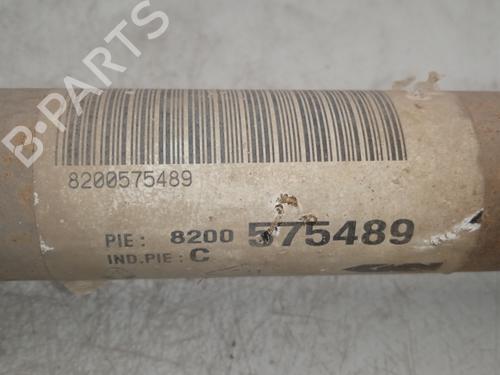 B-PARTS
8200575489
PIE : 8200 575489
IND.PIE : C